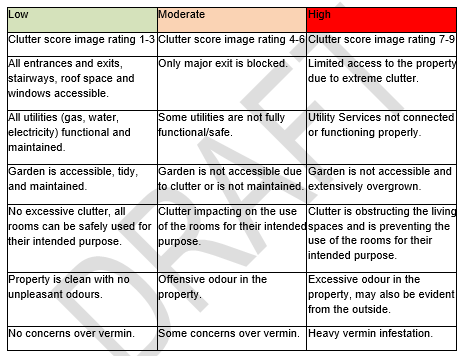 Low
Moderate
High
Clutter score image rating 1-3
Clutter score image rating 4-6
Clutter score image rating 7-9
All entrances and exits,
stairways, roof space and
windows accessible.
Only major exit is blocked.
Limited access to the property
due to extreme clutter.
All utilities (gas, water,
electricity) functional and
maintained.
Some utilities are not fully
functional/safe.
Utility Services not connected
or functioning properly.
Garden is accessible, tidy,
and maintained.
Garden is not accessible due
to clutter or is not maintained.
Garden is not accessible and
extensively overgrown.
No excessive clutter, all
rooms can be safely used for
their intended purpose.
Clutter impacting on the use
of the rooms for their intended
purpose.
Clutter is obstructing the living
spaces and is preventing the
use of the rooms for their
intended purpose.
Property is clean with no
unpleasant odours.
Offensive odour in the
property.
Excessive odour in the
property, may also be evident
from the outside.
No concerns over vermin.
Some concerns over vermin.
Heavy vermin infestation.
DRAFT